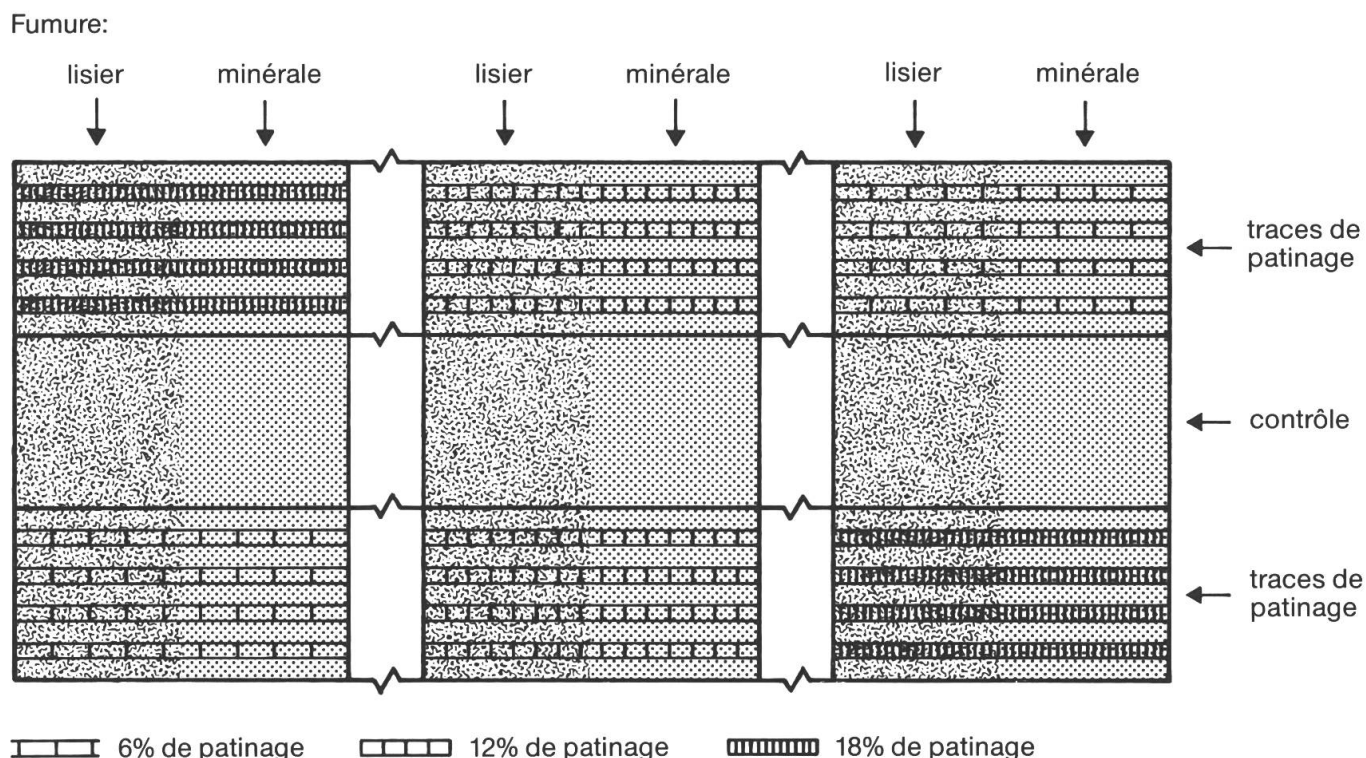 Fumure:
lisier minérale lisier minérale lisier minérale
traces de
patinage
contrôle
traces de
patinage
6% de patinage 12% de patinage 18% de patinage